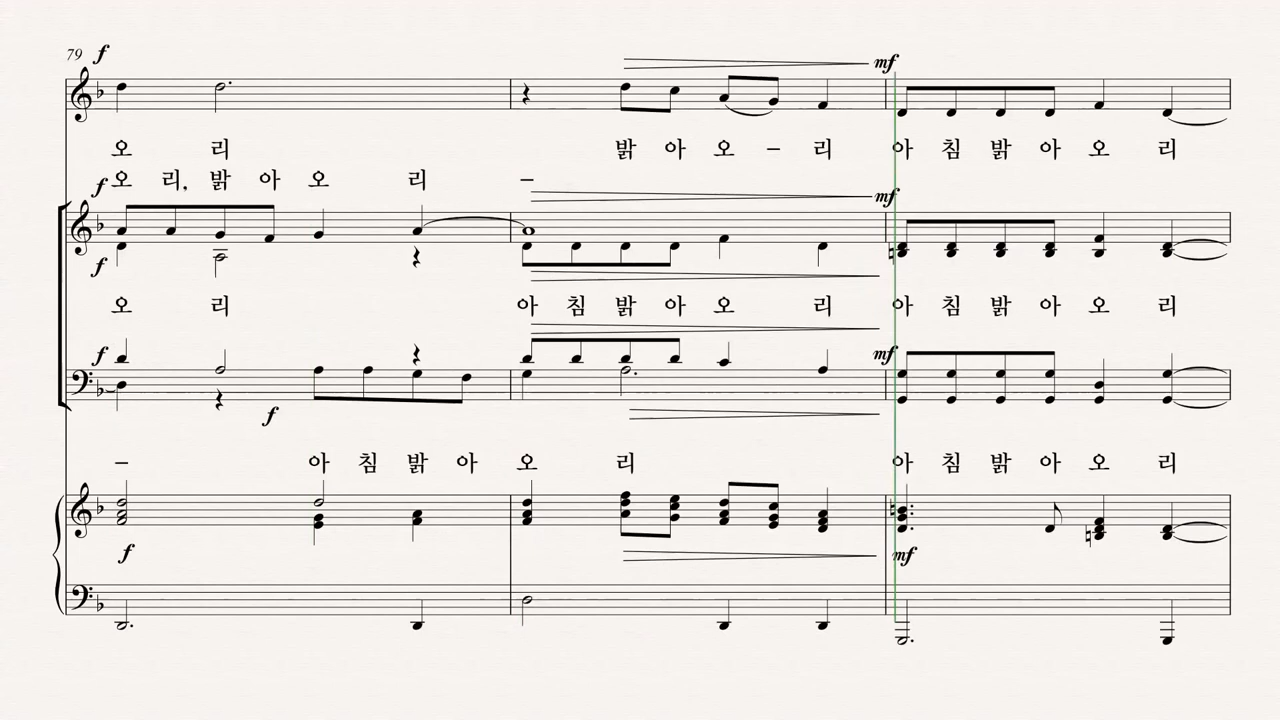 79 f
mf
오 리 밝 아 오 – 리 아 침 밝 아 오 리
f 오 리, 밝 아 오 리 –
mf
f
오 리 아 침 밝 아 오 리 아 침 밝 아 오 리
f mf
f
– 아 침 밝 아 오 리 아 침 밝 아 오 리
f mf